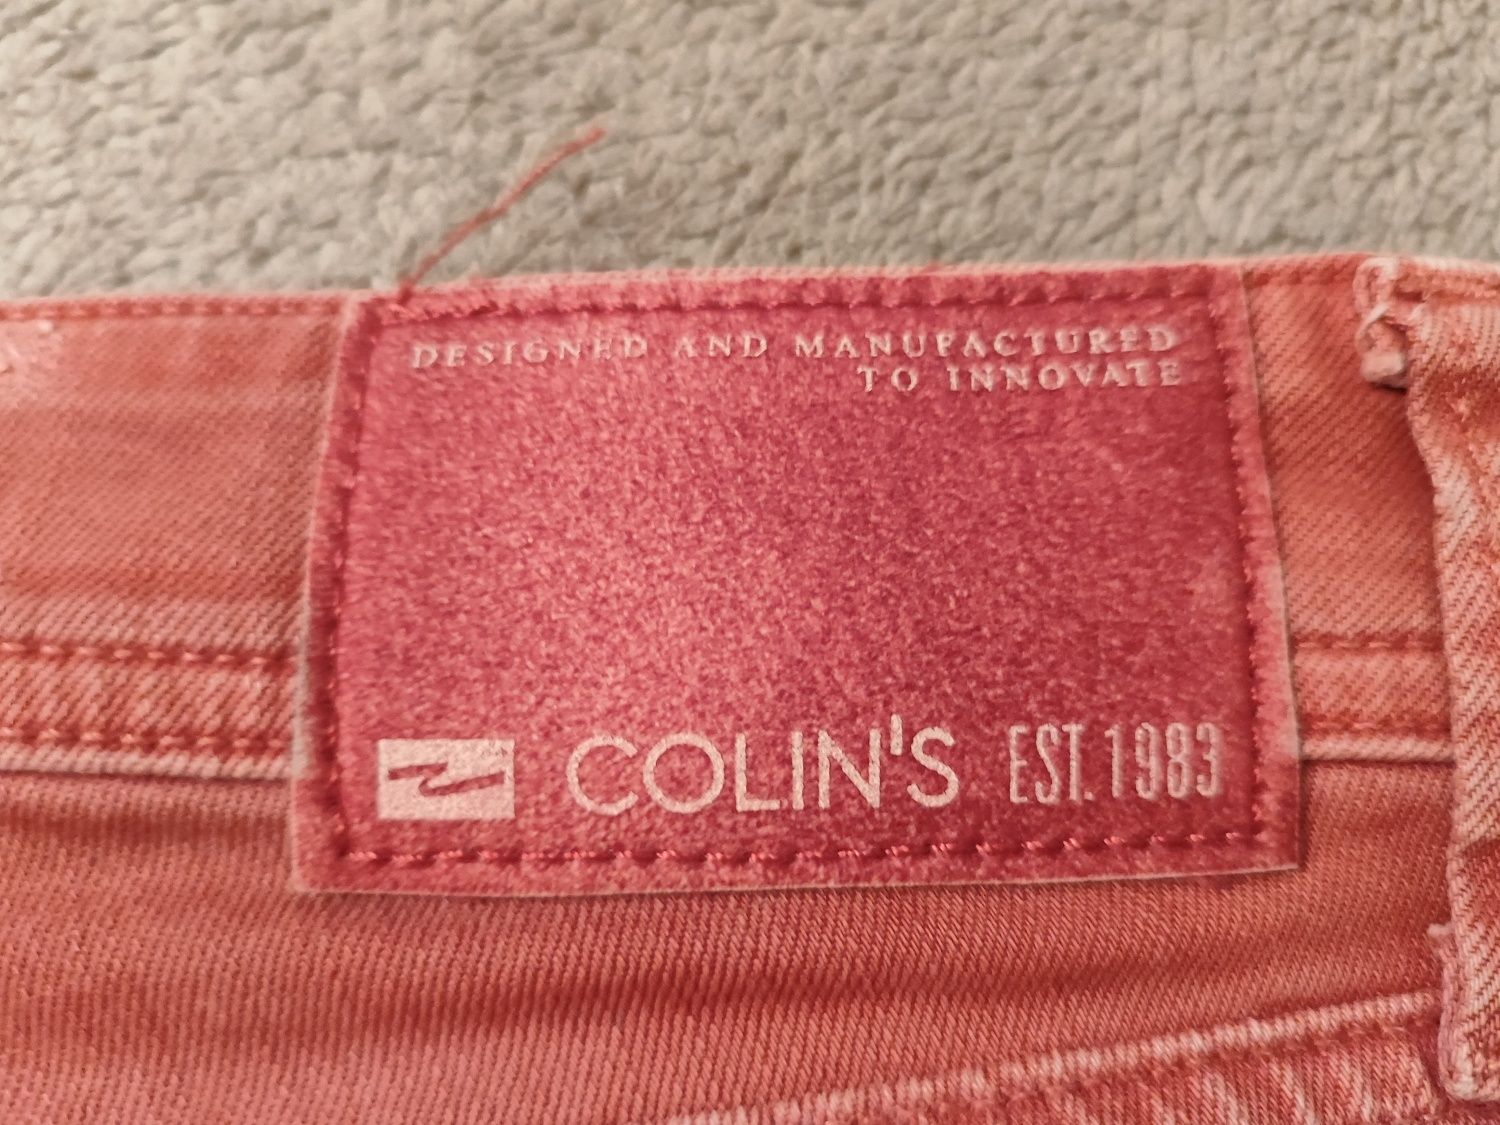 DESIGNED AND MANUFACTURED
TO INNOVATE
COLIN'S EST. 1983